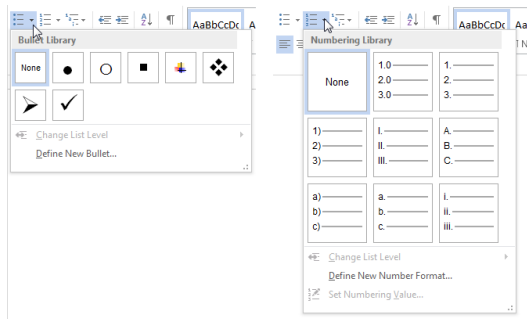 AaBbCcDc A
Bullet Library
None
Change List Level
Define New Bullet...
AaBbCcDc A
Numbering Library
None
1.0
2.0
3.0
1.
2.
3.
1)
2)
3)
I.
II.
III.
A.
B.
C.
a)
b)
c)
a.
b.
c.
i.
ii.
iii.
Change List Level
Define New Number Format...
Set Numbering Value...